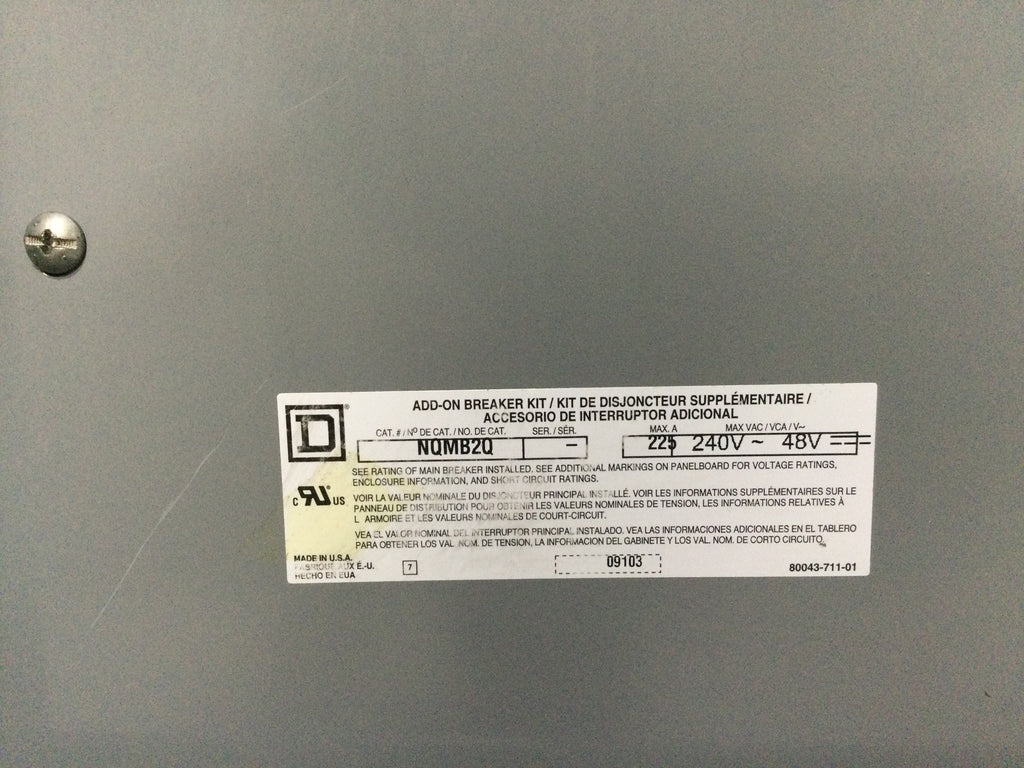 ADD-ON BREAKER KIT / KIT DE DISJONCTEUR SUPPLÉMENTAIRE /
ACCESORIO DE INTERRUPTOR ADICIONAL
D
CAT. # / Nº DE CAT. / NO. DE CAT. SER. / SÉR. MAX. A MAX VAC / VCA / V~
NQMB2Q – 225 240V ~ 48V
SEE RATING OF MAIN BREAKER INSTALLED. SEE ADDITIONAL MARKINGS ON PANELBOARD FOR VOLTAGE RATINGS,
ENCLOSURE INFORMATION, AND SHORT CIRCUIT RATINGS.
C RU US
VOIR LA VALEUR NOMINALE DU DISJONCTEUR PRINCIPAL INSTALLÉ. VOIR LES INFORMATIONS SUPPLÉMENTAIRES SUR LE
PANNEAU DE DISTRIBUTION POUR OBTENIR LES VALEURS NOMINALES DE TENSION, LES INFORMATIONS RELATIVES À
L ARMOIRE ET LES VALEURS NOMINALES DE COURT-CIRCUIT.
VEA EL VALOR NOMINAL DEL INTERRUPTOR PRINCIPAL INSTALADO. VEA LAS INFORMACIONES ADICIONALES EN EL TABLERO
PARA OBTENER LOS VAL. NOM. DE TENSION, LA INFORMACION DEL GABINETE Y LOS VAL. NOM. DE CORTO CIRCUITO.
MADE IN U.S.A.
FABRIQUÉ AUX É.-U.
HECHO EN EUA
7
09103
80043-711-01